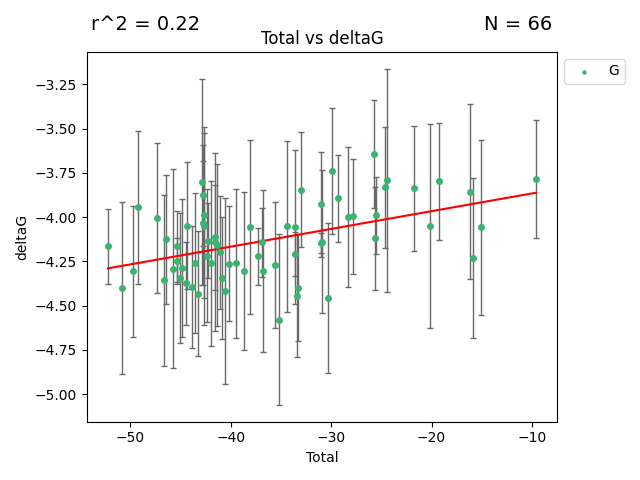 r^2 = 0.22
N = 66
Total vs deltaG
G
deltaG
−3.25
−3.50
−3.75
−4.00
−4.25
−4.50
−4.75
−5.00
−50
−40
−30
−20
−10
Total